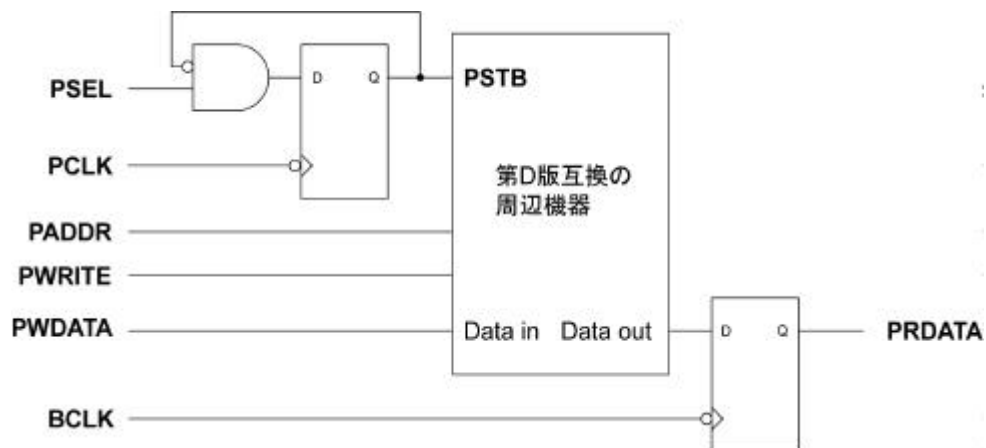 PSEL
D
Q
PSTB
PCLK
第D版互換の
周辺機器
PADDR
PWRITE
PWDATA
Data in
Data out
D
Q
PRDATA
BCLK